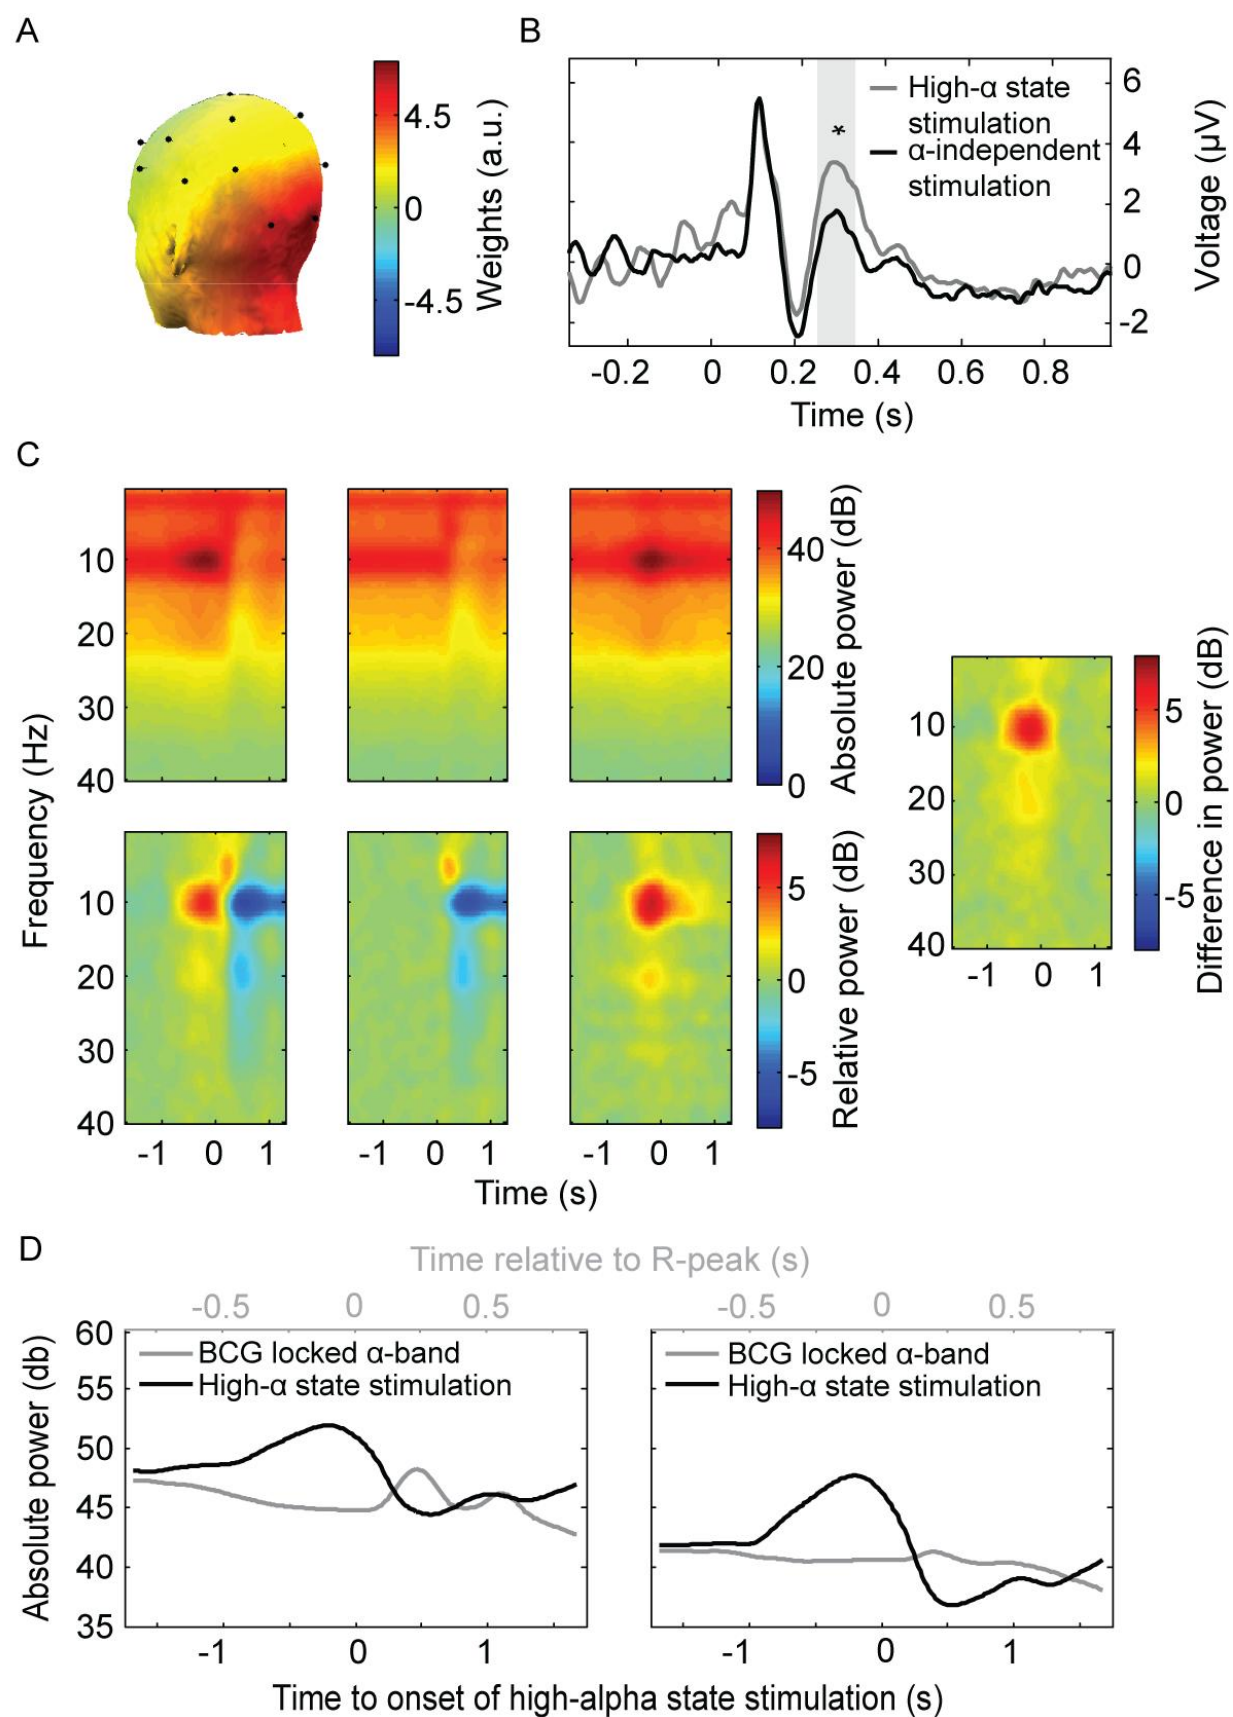 A
4.5
0
-4.5
Weights (a.u.)
B
High-α state
stimulation
α-independent
stimulation
*
6
4
2
0
-2
Voltage (µV)
-0.2 0 0.2 0.4 0.6 0.8
Time (s)
C
10
20
30
40
40
20
0
Absolute power (dB)
Frequency (Hz)
10
20
30
40
-1 0 1
-1 0 1
-1 0 1
Time (s)
5
0
-5
Relative power (dB)
10
20
30
40
-1 0 1
5
0
-5
Difference in power (dB)
D
Time relative to R-peak (s)
-0.5 0 0.5
-0.5 0 0.5
60
55
50
45
40
35
Absolute power (db)
BCG locked α-band
High-α state stimulation
BCG locked α-band
High-α state stimulation
-1 0 1
-1 0 1
Time to onset of high-alpha state stimulation (s)